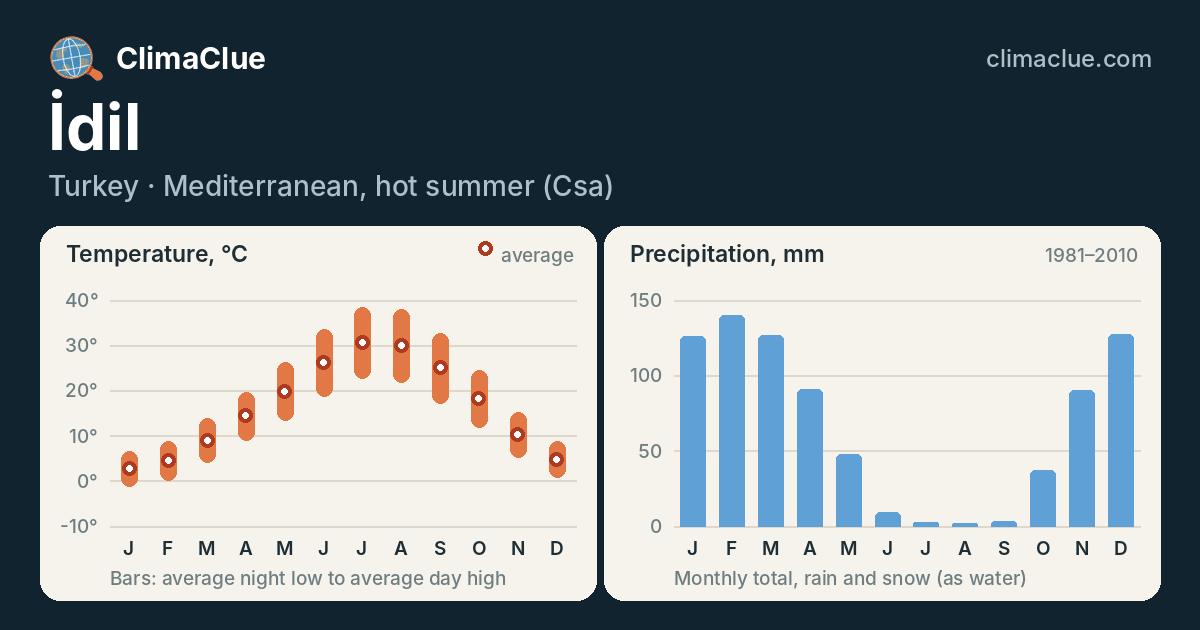 ClimaClue
climaclue.com
İdil
Turkey · Mediterranean, hot summer (Csa)
Temperature, °C
average
40°
30°
20°
10°
0°
-10°
J F M A M J J A S O N D
Bars: average night low to average day high
Precipitation, mm
1981–2010
150
100
50
0
J F M A M J J A S O N D
Monthly total, rain and snow (as water)